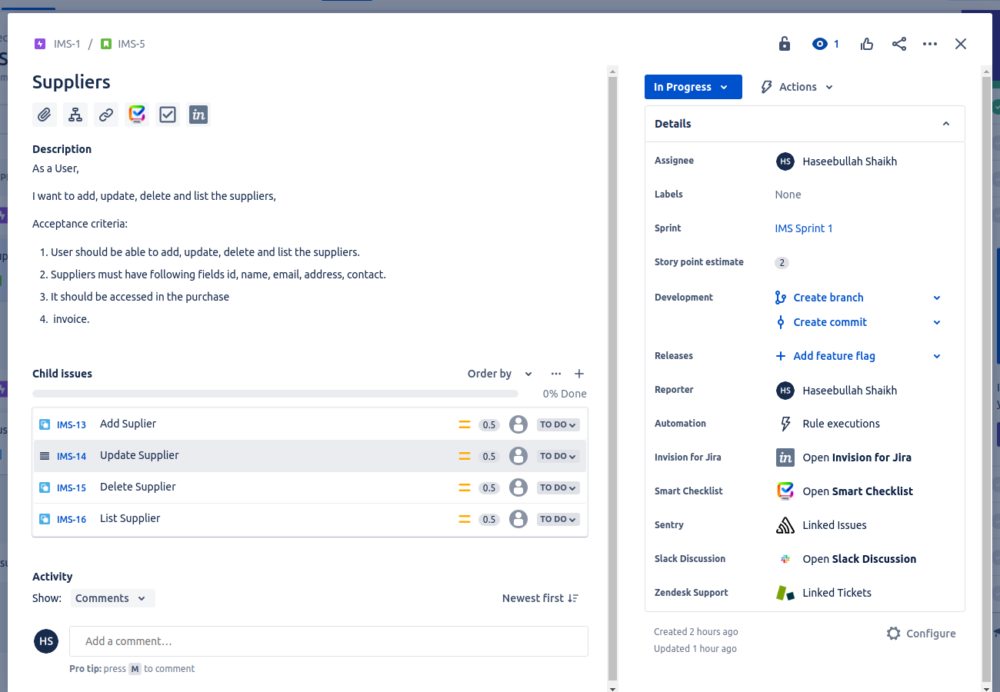 IMS-1 / IMS-5
1
Suppliers
In Progress
Actions
in
Description
As a User,
I want to add, update, delete and list the suppliers,
Acceptance criteria:
1. User should be able to add, update, delete and list the suppliers.
2. Suppliers must have following fields id, name, email, address, contact.
3. It should be accessed in the purchase
4. invoice.
Child issues
Order by
0% Done
IMS-13 Add Suplier 0.5 TO DO
IMS-14 Update Supplier 0.5 TO DO
IMS-15 Delete Supplier 0.5 TO DO
IMS-16 List Supplier 0.5 TO DO
Activity
Show: Comments
Newest first
HS Add a comment…
Pro tip: press M to comment
Details
Assignee HS Haseebullah Shaikh
Labels None
Sprint IMS Sprint 1
Story point estimate 2
Development Create branch
Create commit
Releases Add feature flag
Reporter HS Haseebullah Shaikh
Automation Rule executions
Invision for Jira in Open Invision for Jira
Smart Checklist Open Smart Checklist
Sentry Linked Issues
Slack Discussion Open Slack Discussion
Zendesk Support Linked Tickets
Created 2 hours ago
Updated 1 hour ago
Configure